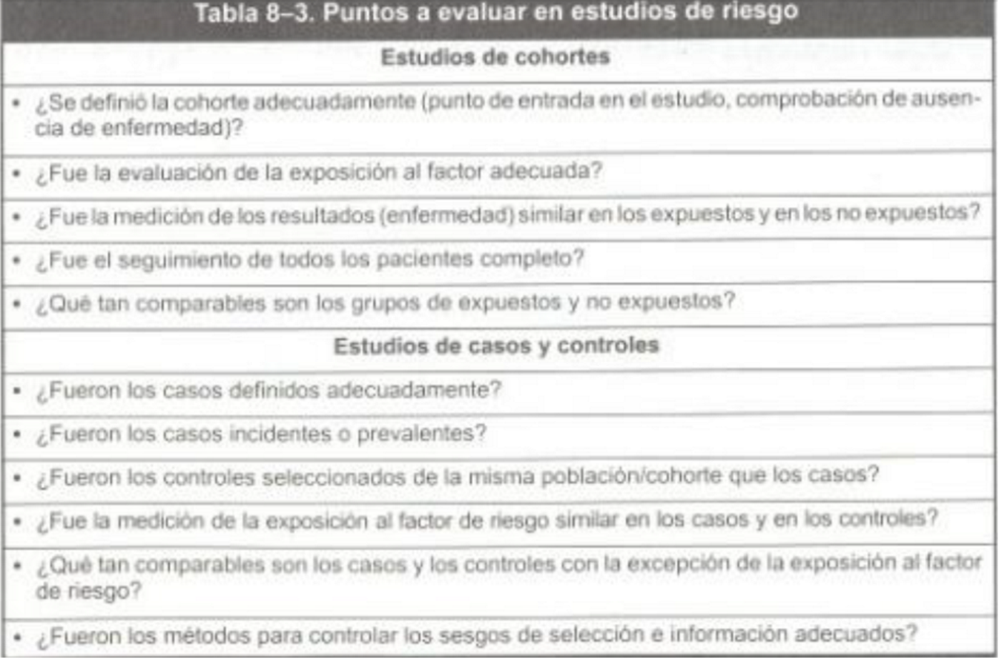 Tabla 8–3. Puntos a evaluar en estudios de riesgo
Estudios de cohortes
• ¿Se definió la cohorte adecuadamente (punto de entrada en el estudio, comprobación de ausen-
cia de enfermedad)?
• ¿Fue la evaluación de la exposición al factor adecuada?
• ¿Fue la medición de los resultados (enfermedad) similar en los expuestos y en los no expuestos?
• ¿Fue el seguimiento de todos los pacientes completo?
• ¿Qué tan comparables son los grupos de expuestos y no expuestos?
Estudios de casos y controles
• ¿Fueron los casos definidos adecuadamente?
• ¿Fueron los casos incidentes o prevalentes?
• ¿Fueron los controles seleccionados de la misma población/cohorte que los casos?
• ¿Fue la medición de la exposición al factor de riesgo similar en los casos y en los controles?
• ¿Qué tan comparables son los casos y los controles con la excepción de la exposición al factor
de riesgo?
• ¿Fueron los métodos para controlar los sesgos de selección e información adecuados?